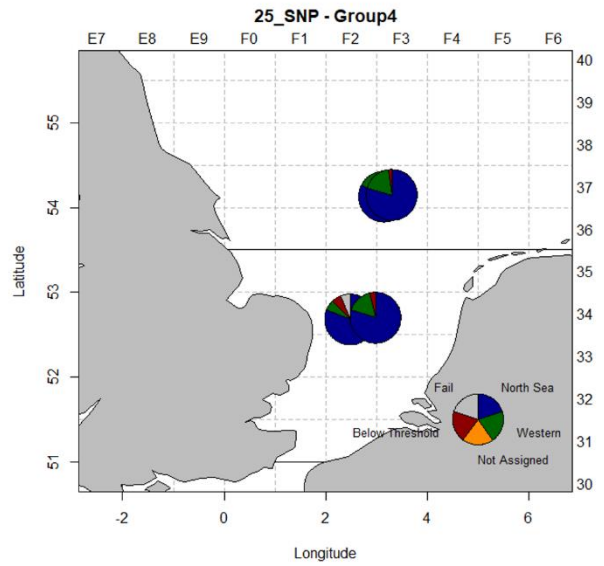 25_SNP - Group4
E7 E8 E9 F0 F1 F2 F3 F4 F5 F6
40
55
39
38
54
37
36
Latitude
53
35
34
52
33
32
Fail North Sea
31
Below Threshold Western
51
Not Assigned
30
-2 0 2 4 6
Longitude